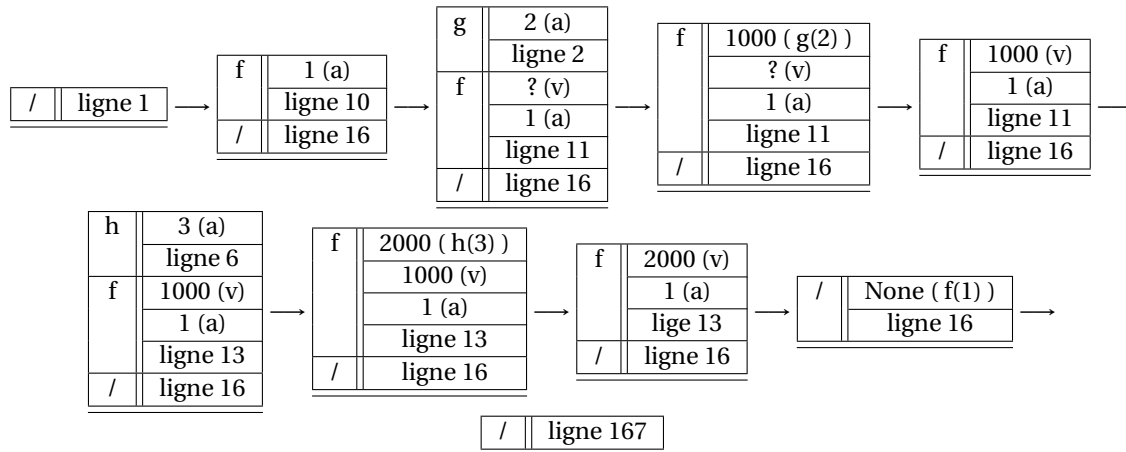 / ligne 1
f 1 (a)
ligne 10
/ ligne 16
g 2 (a)
ligne 2
f ? (v)
1 (a)
ligne 11
/ ligne 16
f 1000 ( g(2) )
? (v)
1 (a)
ligne 11
/ ligne 16
f 1000 (v)
1 (a)
ligne 11
/ ligne 16
h 3 (a)
ligne 6
f 1000 (v)
1 (a)
ligne 13
/ ligne 16
f 2000 ( h(3) )
1000 (v)
1 (a)
ligne 13
/ ligne 16
f 2000 (v)
1 (a)
lige 13
/ ligne 16
/ None ( f(1) )
ligne 16
/ ligne 167